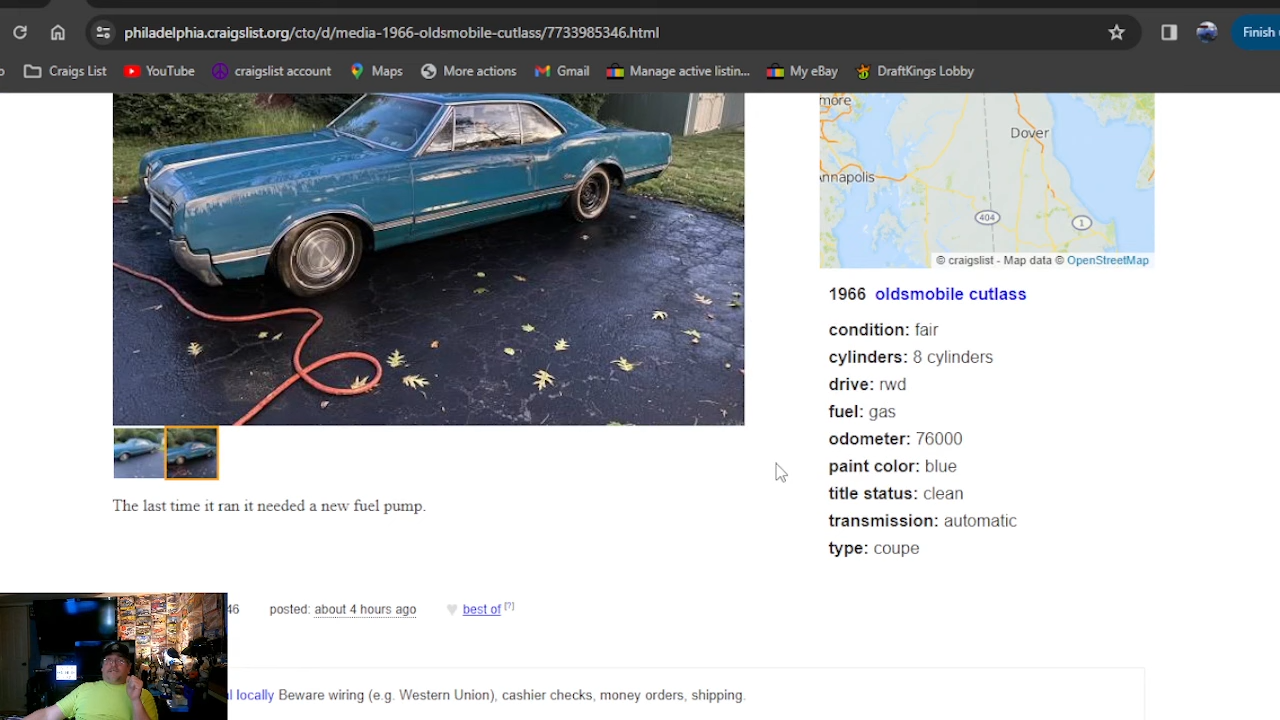 philadelphia.craigslist.org/cto/d/media-1966-oldsmobile-cutlass/7733985346.html
Finish
Craigs List
YouTube
craigslist account
Maps
More actions
Gmail
Manage active listin...
My eBay
DraftKings Lobby
more
Dover
Annapolis
404
1
© craigslist - Map data © OpenStreetMap
1966 oldsmobile cutlass
condition: fair
cylinders: 8 cylinders
drive: rwd
fuel: gas
odometer: 76000
paint color: blue
title status: clean
transmission: automatic
type: coupe
The last time it ran it needed a new fuel pump.
46 posted: about 4 hours ago best of [?]
l locally Beware wiring (e.g. Western Union), cashier checks, money orders, shipping.